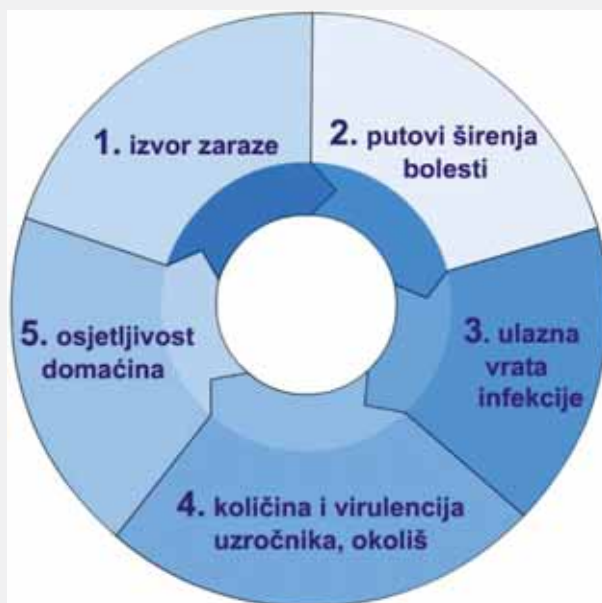 1. izvor zaraze
2. putovi širenja
bolesti
3. ulazna
vrata
infekcije
4. količina i virulencija
uzročnika, okoliš
5. osjetljivost
domaćina